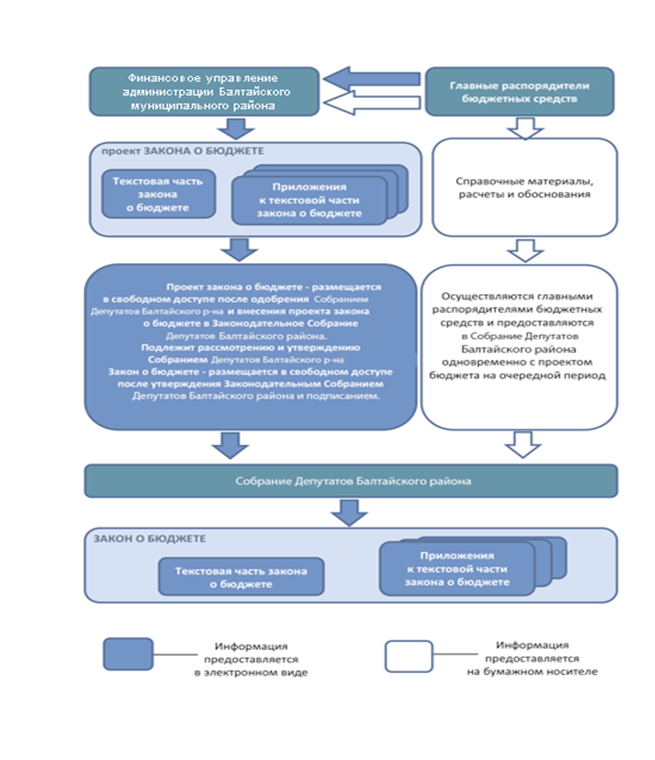 Финансовое управление
администрации Балтайского
муниципального района
Главные распорядители
бюджетных средств
проект ЗАКОНА О БЮДЖЕТЕ
Текстовая часть
закона
о бюджете
Приложения
к текстовой части
закона о бюджете
Справочные материалы,
расчеты и обоснования
Проект закона о бюджете - размещается
в свободном доступе после одобрения Собранием
Депутатов Балтайского р-на и внесения проекта закона
о бюджете в Законодательное Собрание
Депутатов Балтайского района.
Подлежит рассмотрению и утверждению
Собранием Депутатов Балтайского р-на
Закон о бюджете - размещается в свободном доступе
после утверждения Законодательным Собранием
Депутатов Балтайского района и подписанием.
Осуществляются главными
распорядителями бюджетных
средств и предоставляются
в Собрание Депутатов
Балтайского района
одновременно с проектом
бюджета на очередной период
Собрание Депутатов Балтайского района
ЗАКОН О БЮДЖЕТЕ
Текстовая часть закона
о бюджете
Приложения
к текстовой части
закона о бюджете
Информация
предоставляется
в электронном виде
Информация
предоставляется
на бумажном носителе